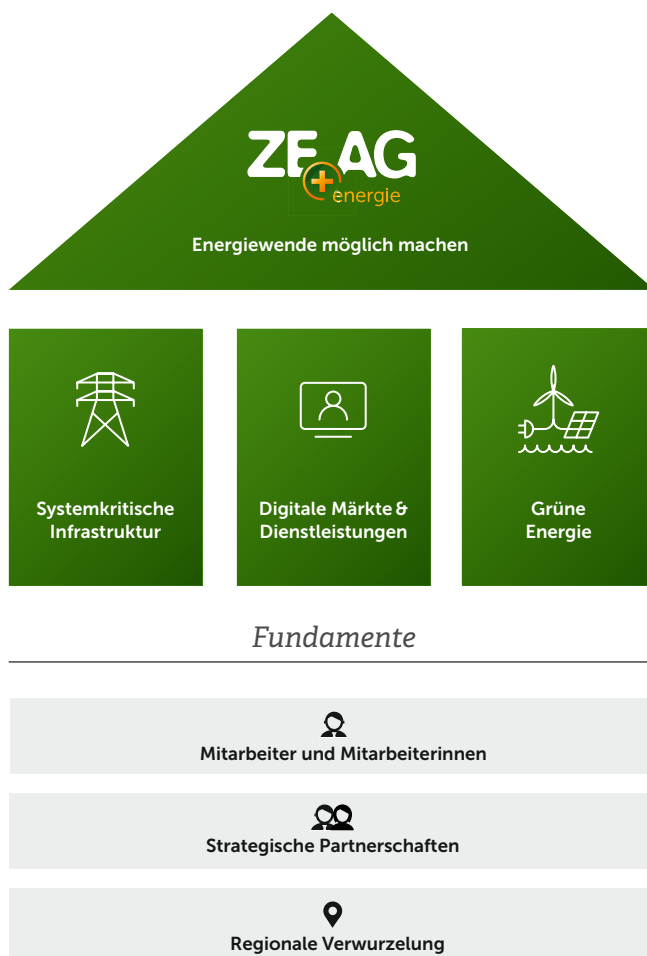 ZEAG
energie
Energiewende möglich machen
Systemkritische
Infrastruktur
Digitale Märkte &
Dienstleistungen
Grüne
Energie
Fundamente
Mitarbeiter und Mitarbeiterinnen
Strategische Partnerschaften
Regionale Verwurzelung